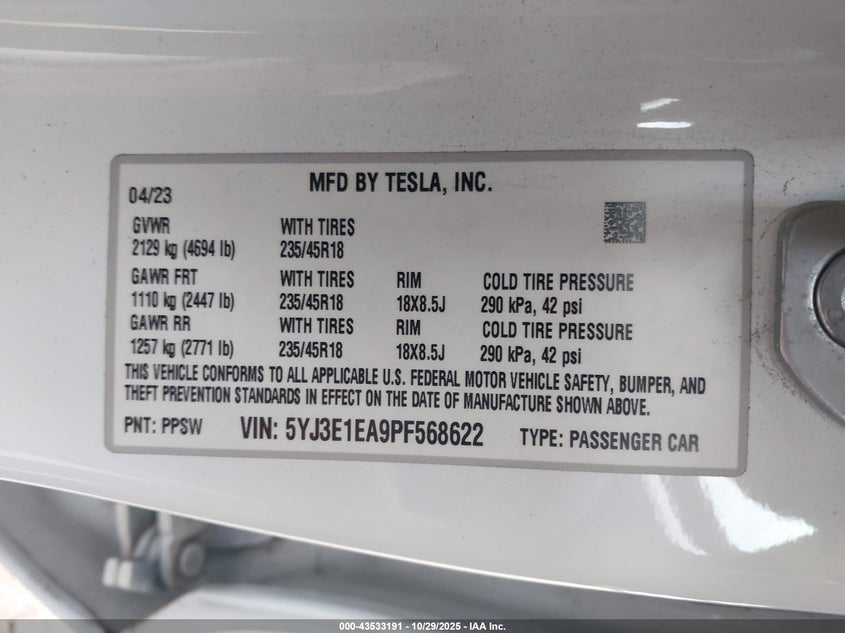 MFD BY TESLA, INC.
04/23
GVWR WITH TIRES
2129 kg (4694 lb) 235/45R18
GAWR FRT WITH TIRES RIM COLD TIRE PRESSURE
1110 kg (2447 lb) 235/45R18 18X8.5J 290 kPa, 42 psi
GAWR RR WITH TIRES RIM COLD TIRE PRESSURE
1257 kg (2771 lb) 235/45R18 18X8.5J 290 kPa, 42 psi
THIS VEHICLE CONFORMS TO ALL APPLICABLE U.S. FEDERAL MOTOR VEHICLE SAFETY, BUMPER, AND
THEFT PREVENTION STANDARDS IN EFFECT ON THE DATE OF MANUFACTURE SHOWN ABOVE.
PNT: PPSW VIN: 5YJ3E1EA9PF568622 TYPE: PASSENGER CAR
000-43533191 - 10/29/2025 - IAA Inc.